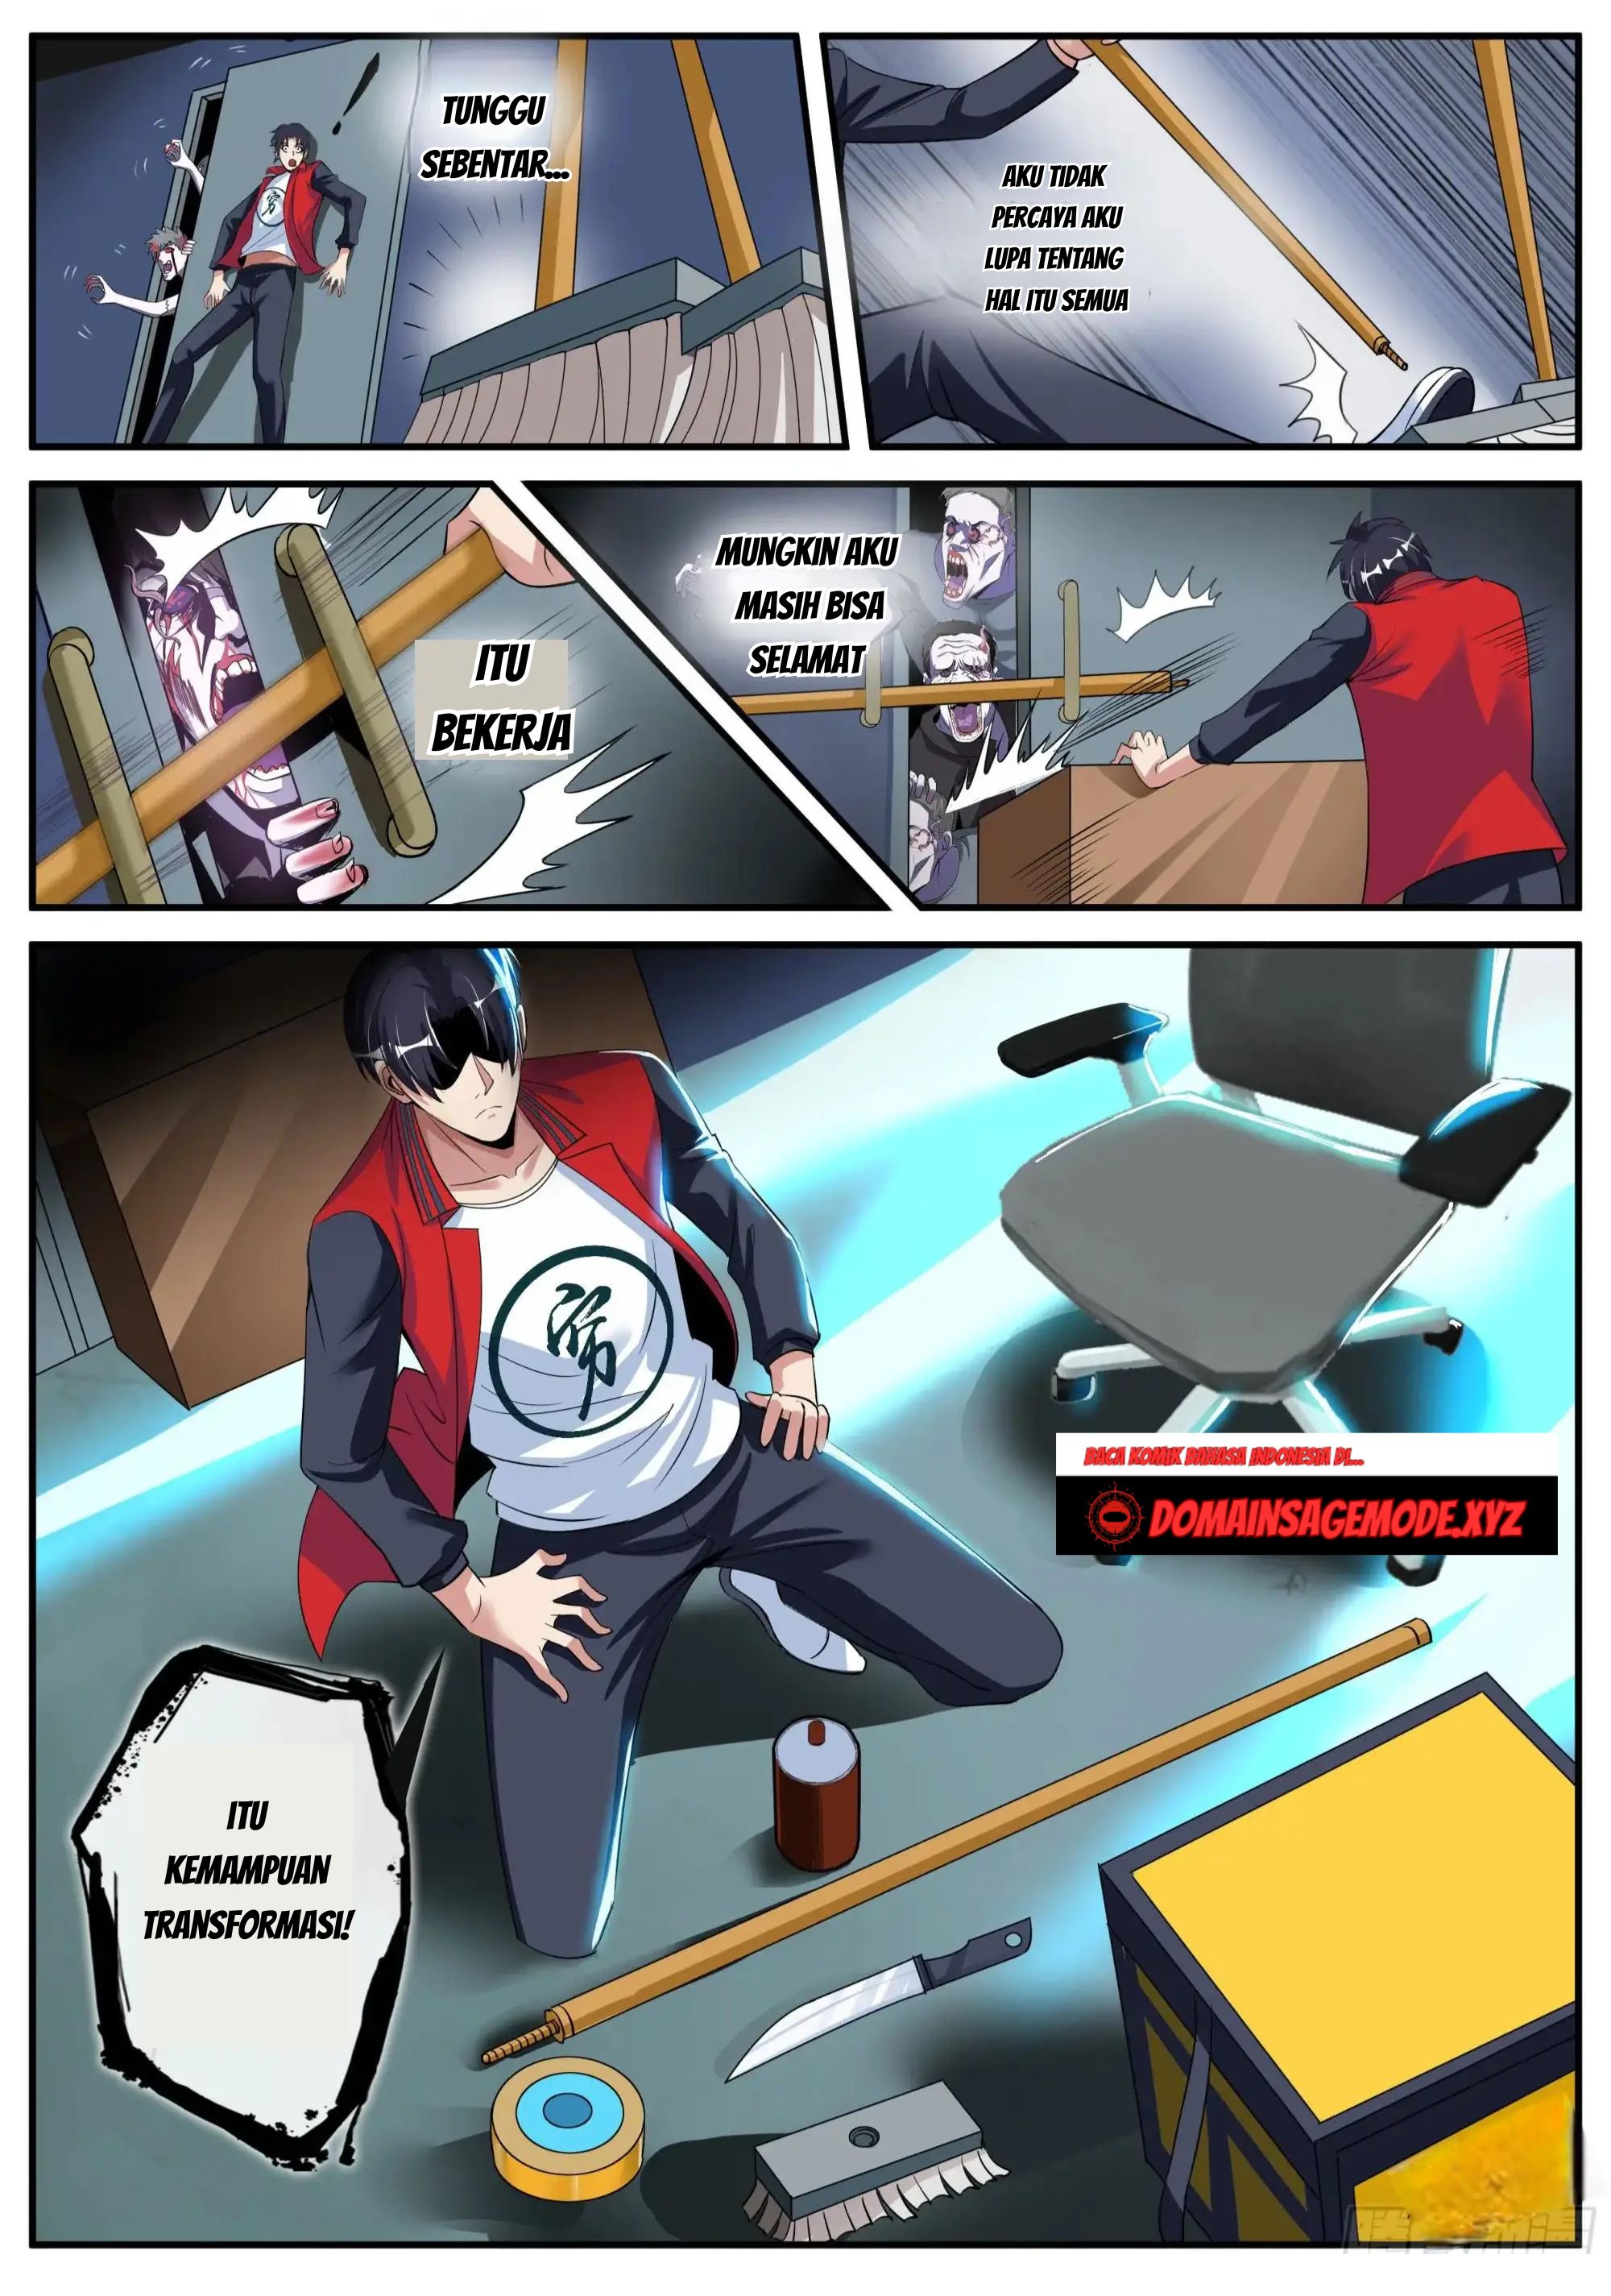 TUNGGU
SEBENTAR...
AKU TIDAK
PERCAYA AKU
LUPA TENTANG
HAL ITU SEMUA
ITU
BEKERJA
MUNGKIN AKU
MASIH BISA
SELAMAT
BACA KOMIK BAHASA INDONESIA DI...
DOMAINSAGEMODE.XYZ
ITU
KEMAMPUAN
TRANSFORMASI!